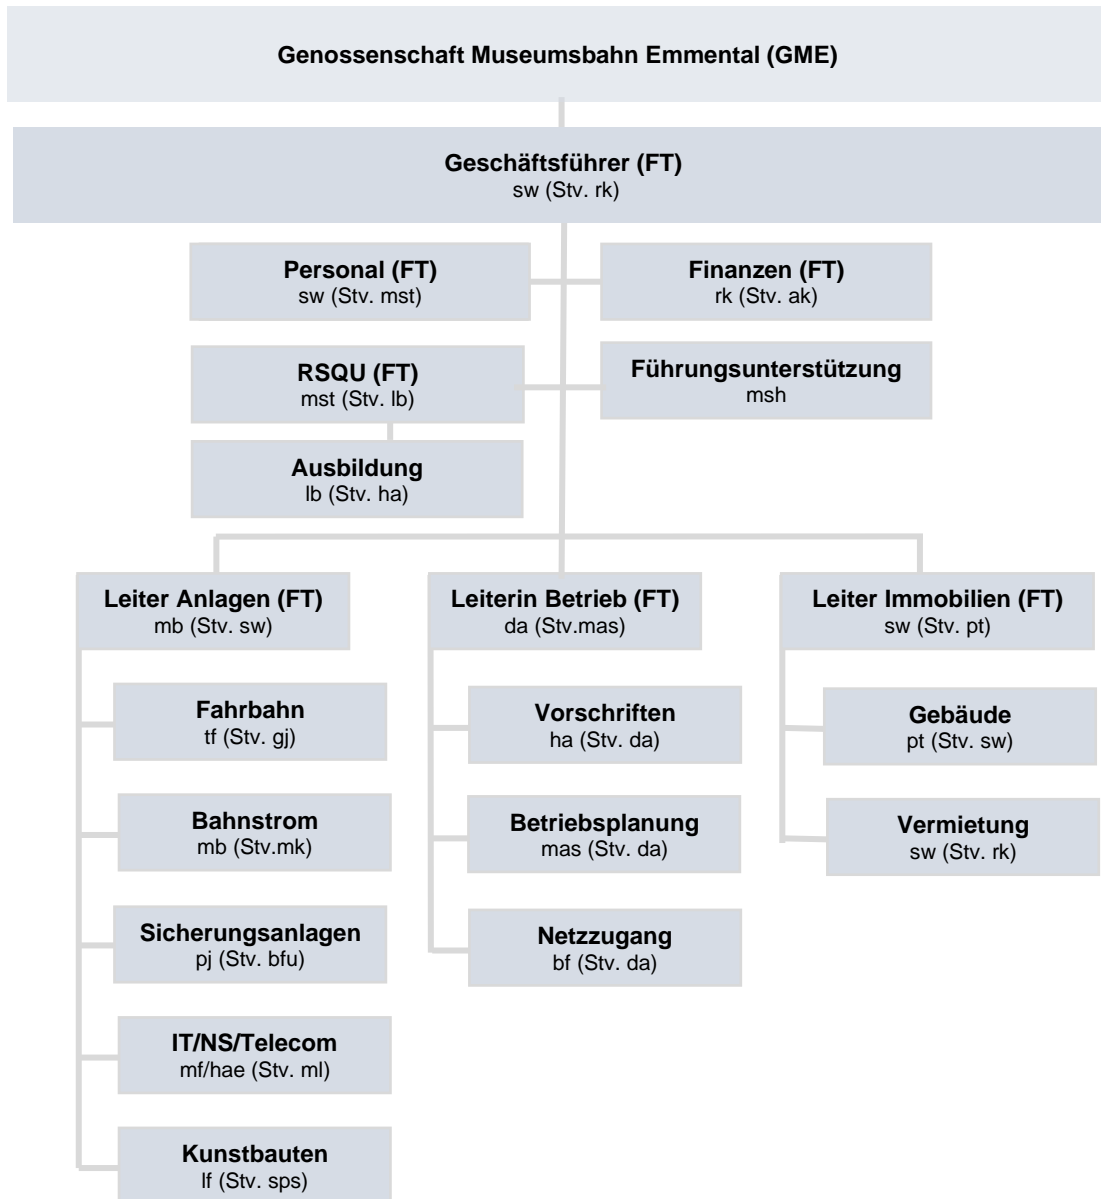 Genossenschaft Museumsbahn Emmental (GME)
Geschäftsführer (FT)
sw (Stv. rk)
Personal (FT)
sw (Stv. mst)
Finanzen (FT)
rk (Stv. ak)
RSQU (FT)
mst (Stv. lb)
Führungsunterstützung
msh
Ausbildung
lb (Stv. ha)
Leiter Anlagen (FT)
mb (Stv. sw)
Leiterin Betrieb (FT)
da (Stv.mas)
Leiter Immobilien (FT)
sw (Stv. pt)
Fahrbahn
tf (Stv. gj)
Vorschriften
ha (Stv. da)
Gebäude
pt (Stv. sw)
Bahnstrom
mb (Stv.mk)
Betriebsplanung
mas (Stv. da)
Vermietung
sw (Stv. rk)
Sicherungsanlagen
pj (Stv. bfu)
Netzzugang
bf (Stv. da)
IT/NS/Telecom
mf/hae (Stv. ml)
Kunstbauten
lf (Stv. sps)